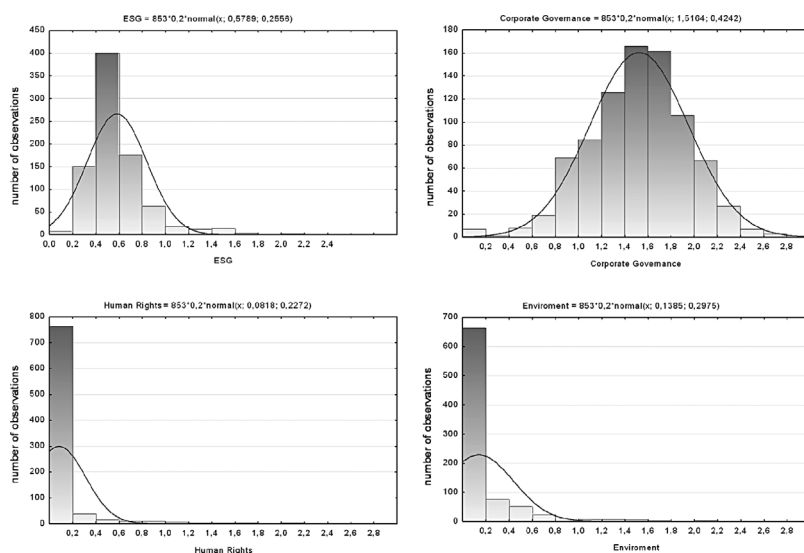 ESG = 853*0,2*normal(x; 0,5789; 0,2556)
450
400
350
300
250
200
150
100
50
0
number of observations
0,0 0,2 0,4 0,6 0,8 1,0 1,2 1,4 1,6 1,8 2,0 2,2 2,4
ESG
Corporate Governance = 853*0,2*normal(x; 1,5164; 0,4242)
180
160
140
120
100
80
60
40
20
0
number of observations
0,2 0,4 0,6 0,8 1,0 1,2 1,4 1,6 1,8 2,0 2,2 2,4 2,6 2,8
Corporate Governance
Human Rights = 853*0,2*normal(x; 0,0818; 0,2272)
800
700
600
500
400
300
200
100
0
number of observations
0,2 0,4 0,6 0,8 1,0 1,2 1,4 1,6 1,8 2,0 2,2 2,4 2,6 2,8
Human Rights
Enviroment = 853*0,2*normal(x; 0,1385; 0,2975)
700
600
500
400
300
200
100
0
number of observations
0,2 0,4 0,6 0,8 1,0 1,2 1,4 1,6 1,8 2,0 2,2 2,4 2,6 2,8
Enviroment